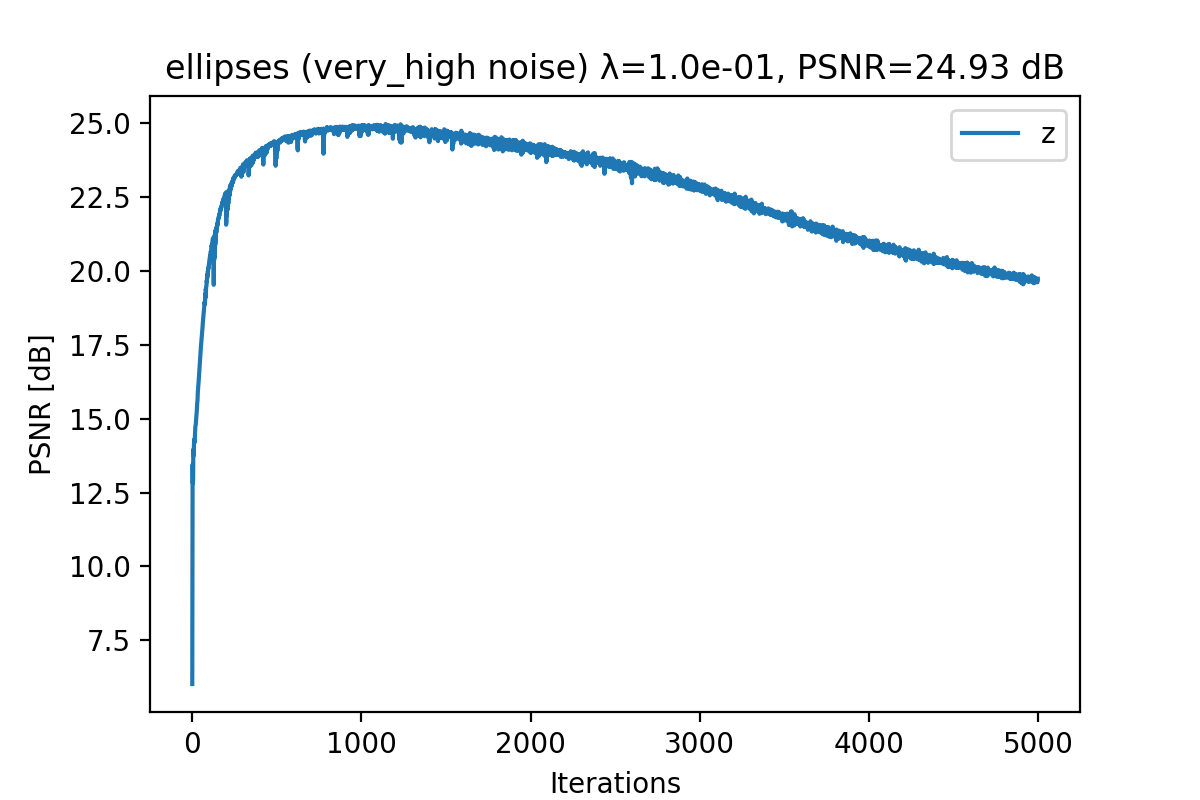 ellipses (very_high noise) λ=1.0e-01, PSNR=24.93 dB
z
25.0
22.5
20.0
17.5
15.0
12.5
10.0
7.5
PSNR [dB]
0 1000 2000 3000 4000 5000
Iterations